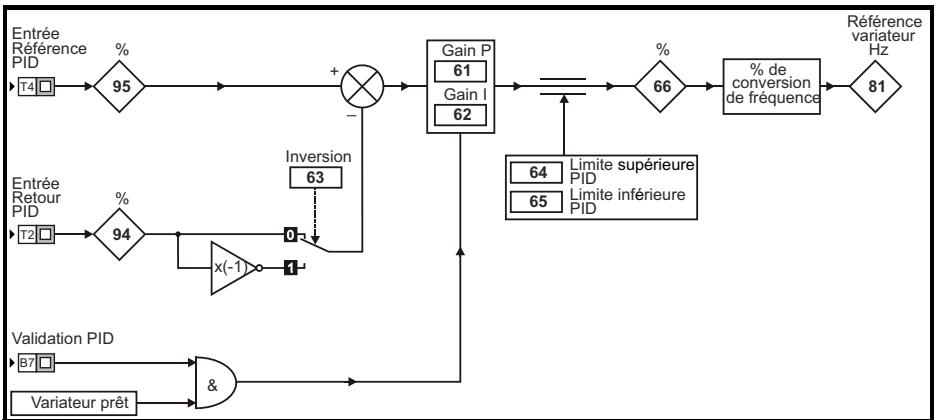 Entrée
Référence
PID
T4
%
95
+
−
Gain P
61
Gain I
62
%
66
% de
conversion
de fréquence
Référence
variateur
Hz
81
Inversion
63
64
Limite supérieure
PID
65
Limite inférieure
PID
Entrée
Retour
PID
T2
%
94
0
x(-1)
1
Validation PID
B7
&
Variateur prêt